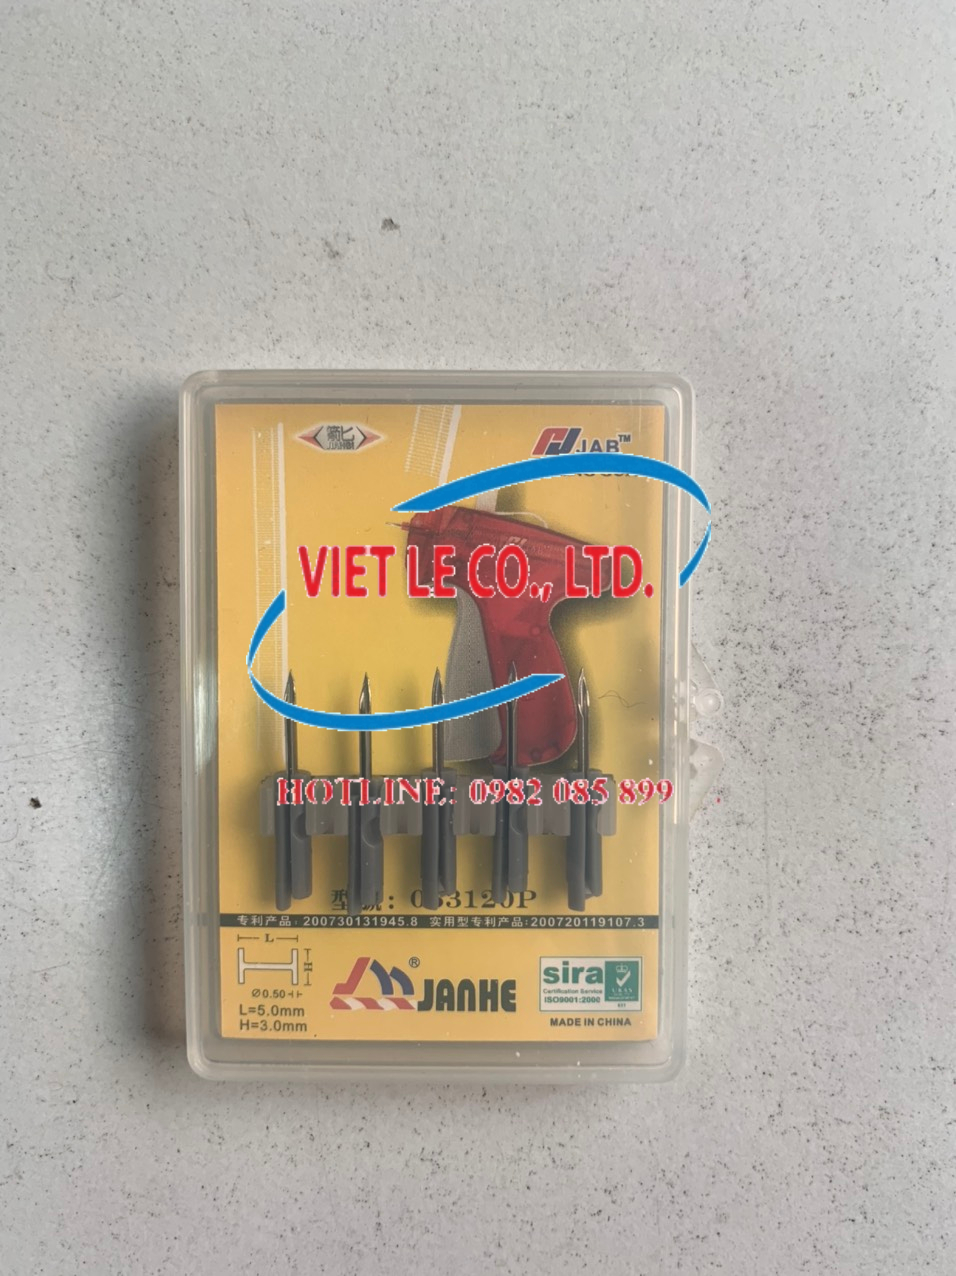 JAB™
VIET LE CO., LTD.
HOTLINE: 0982 085 899
专利产品: 200730131945.8 实用型专利产品:200720119107.3
L
H
Ø0.50
L=5.0mm
H=3.0mm
JANHE®
sira
Certification Service
ISO9001:2000
MADE IN CHINA